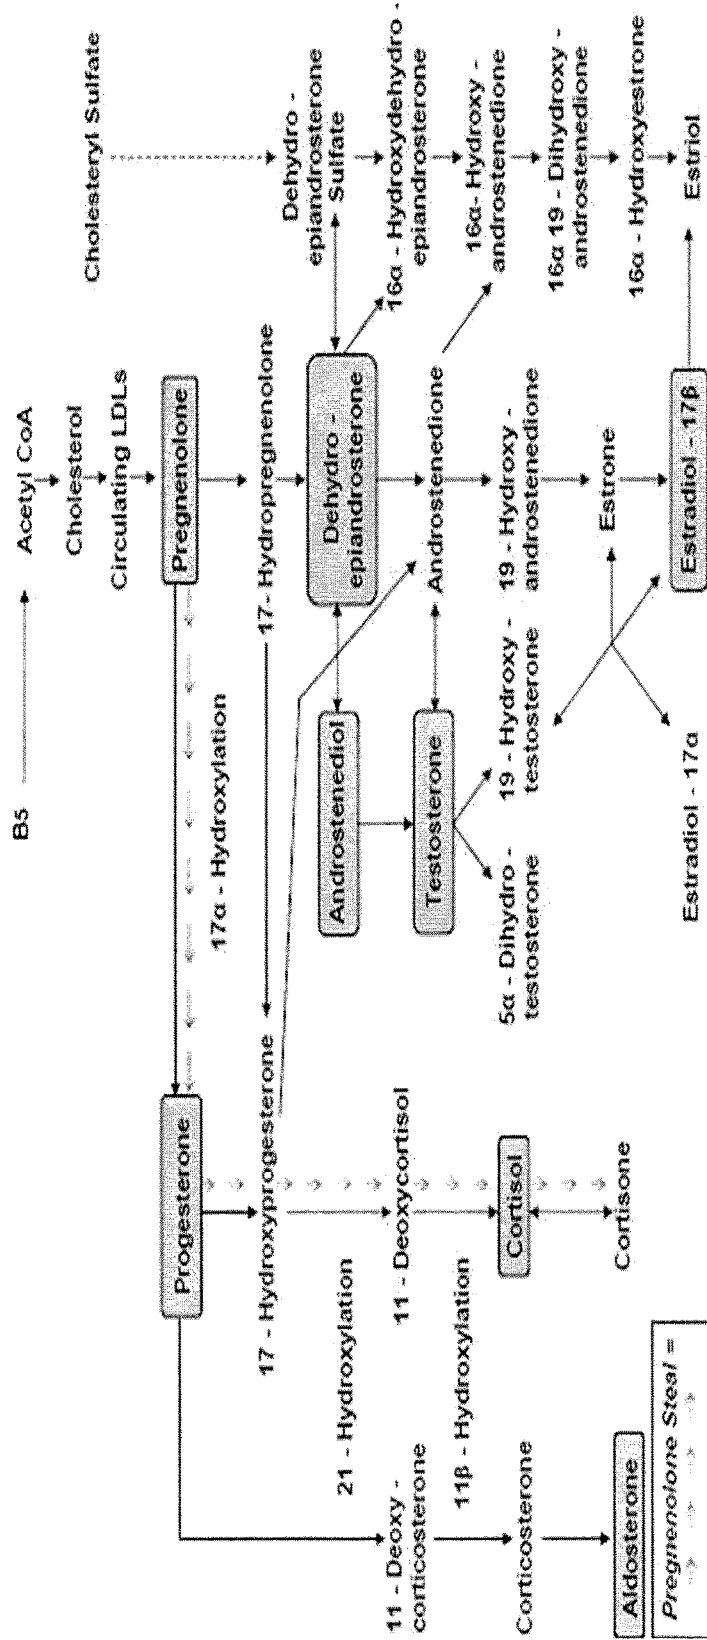 B5
Acetyl CoA
Cholesterol
Circulating LDLs
Cholesteryl Sulfate
Progesterone
Pregnenolone
17α - Hydroxylation
17 - Hydroxyprogesterone
17- Hydropregnenolone
Dehydro -
epiandrosterone
Sulfate
21 - Hydroxylation
Androstenediol
Dehydro -
epiandrosterone
16α - Hydroxydehydro -
epiandrosterone
11 - Deoxy -
corticosterone
11 - Deoxycortisol
Testosterone
Androstenedione
16α- Hydroxy -
androstenedione
11β - Hydroxylation
Corticosterone
Cortisol
5α - Dihydro -
testosterone
19 - Hydroxy -
testosterone
19 - Hydroxy -
androstenedione
16α 19 - Dihydroxy -
androstenedione
Aldosterone
Cortisone
Estrone
16α - Hydroxyestrone
Pregnenolone Steal =
Estradiol - 17α
Estradiol - 17β
Estriol